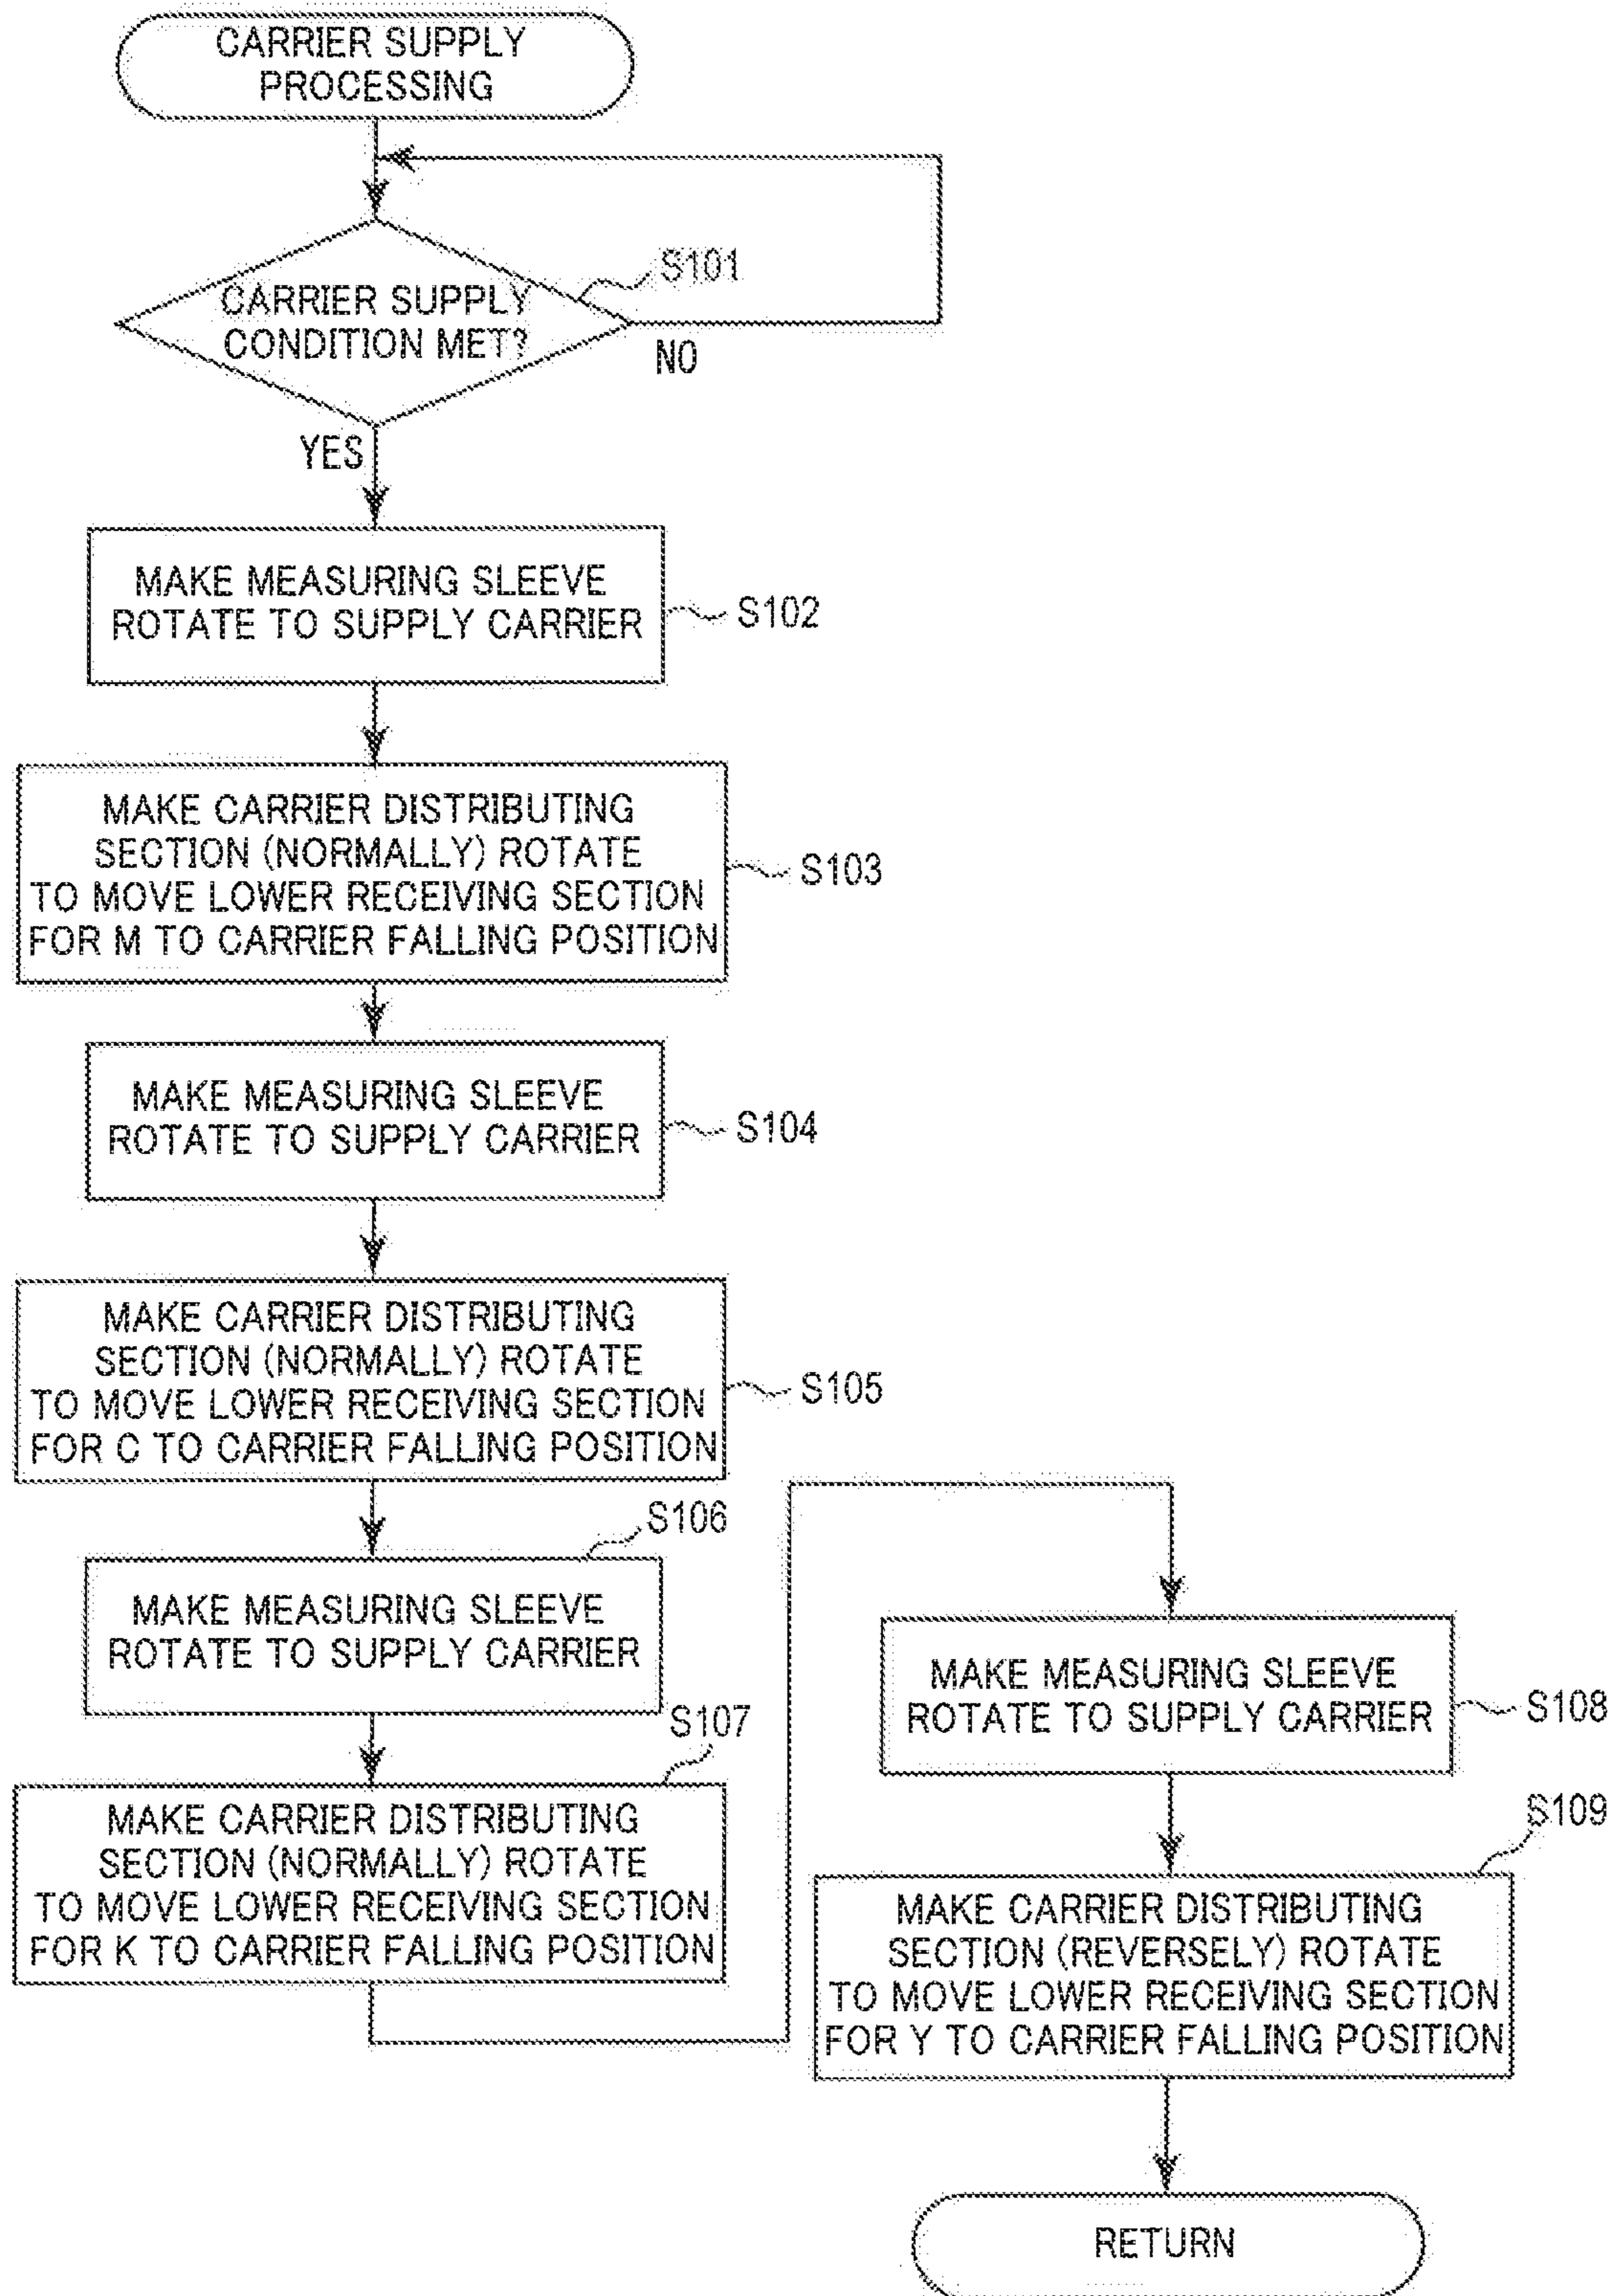 CARRIER SUPPLY
PROCESSING
S101
CARRIER SUPPLY
CONDITION MET?
NO
YES
MAKE MEASURING SLEEVE
ROTATE TO SUPPLY CARRIER
S102
MAKE CARRIER DISTRIBUTING
SECTION (NORMALLY) ROTATE
TO MOVE LOWER RECEIVING SECTION
FOR M TO CARRIER FALLING POSITION
S103
MAKE MEASURING SLEEVE
ROTATE TO SUPPLY CARRIER
S104
MAKE CARRIER DISTRIBUTING
SECTION (NORMALLY) ROTATE
TO MOVE LOWER RECEIVING SECTION
FOR C TO CARRIER FALLING POSITION
S105
S106
MAKE MEASURING SLEEVE
ROTATE TO SUPPLY CARRIER
S107
MAKE CARRIER DISTRIBUTING
SECTION (NORMALLY) ROTATE
TO MOVE LOWER RECEIVING SECTION
FOR K TO CARRIER FALLING POSITION
MAKE MEASURING SLEEVE
ROTATE TO SUPPLY CARRIER
S108
S109
MAKE CARRIER DISTRIBUTING
SECTION (REVERSELY) ROTATE
TO MOVE LOWER RECEIVING SECTION
FOR Y TO CARRIER FALLING POSITION
RETURN